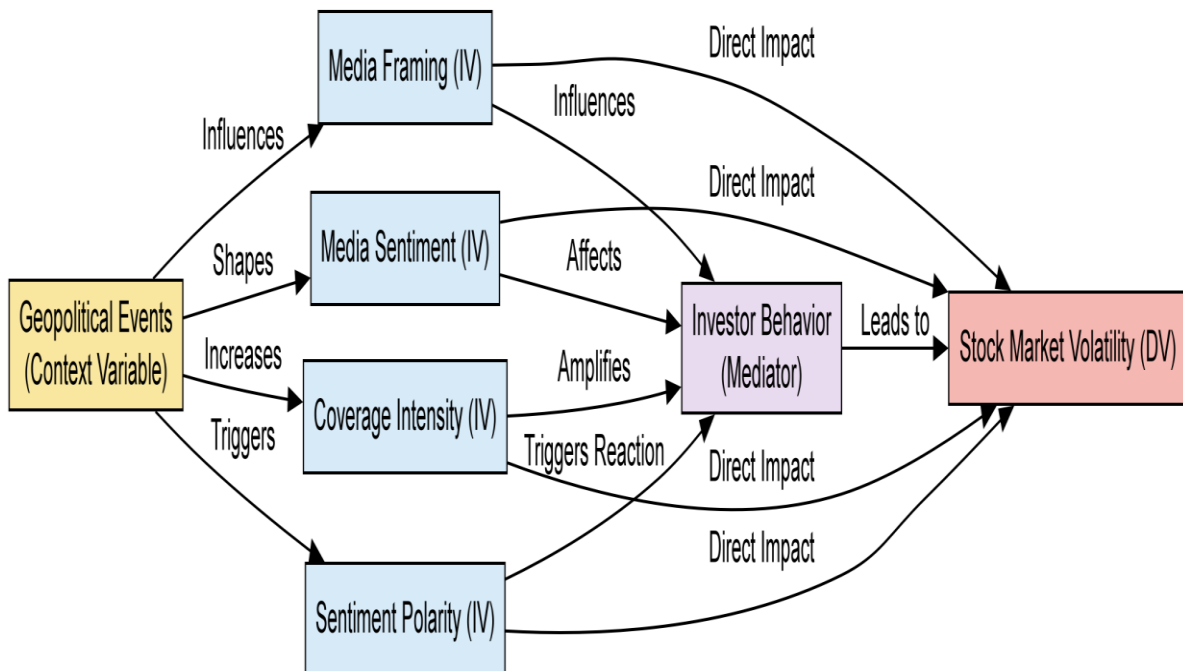 Media Framing (IV)
Direct Impact
Influences
Influences
Direct Impact
Media Sentiment (IV)
Shapes
Affects
Geopolitical Events
(Context Variable)
Investor Behavior
(Mediator)
Leads to
Stock Market Volatility (DV)
Increases
Amplifies
Coverage Intensity (IV)
Triggers
Triggers Reaction
Direct Impact
Direct Impact
Sentiment Polarity (IV)